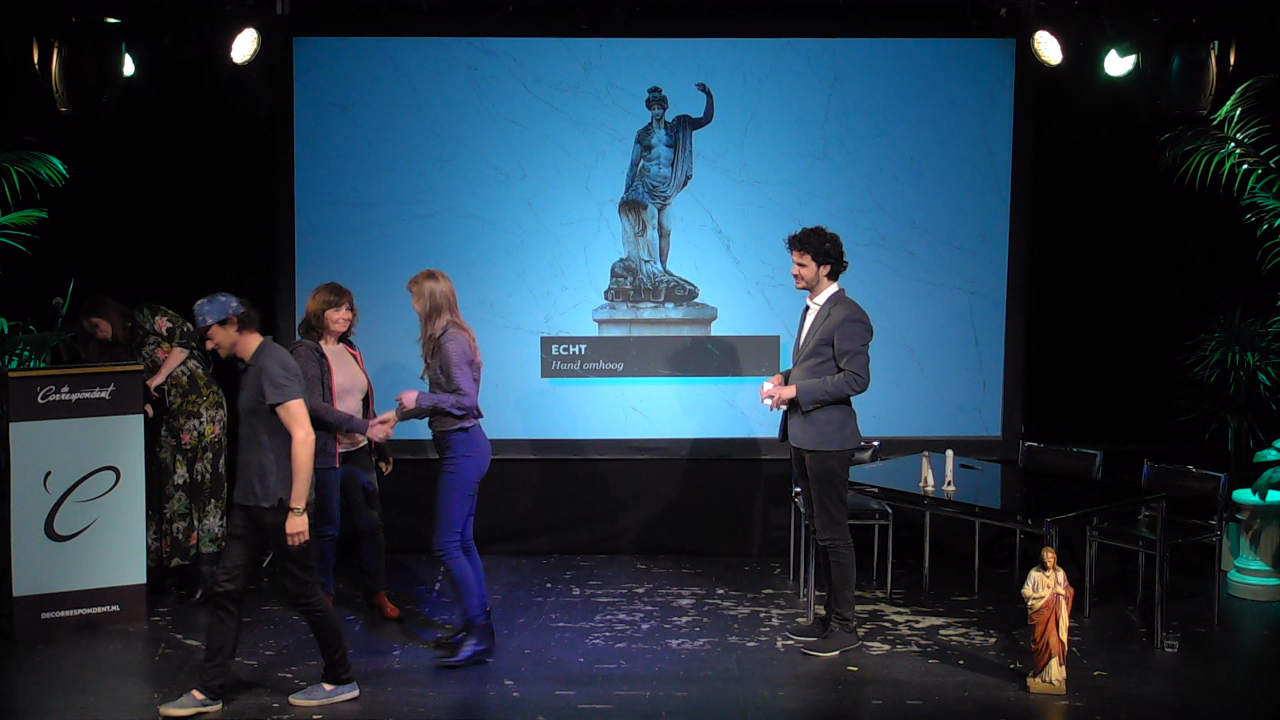 ECHT
Hand omhoog
de
Correspondent
'C
DECORRESPONDENT.NL